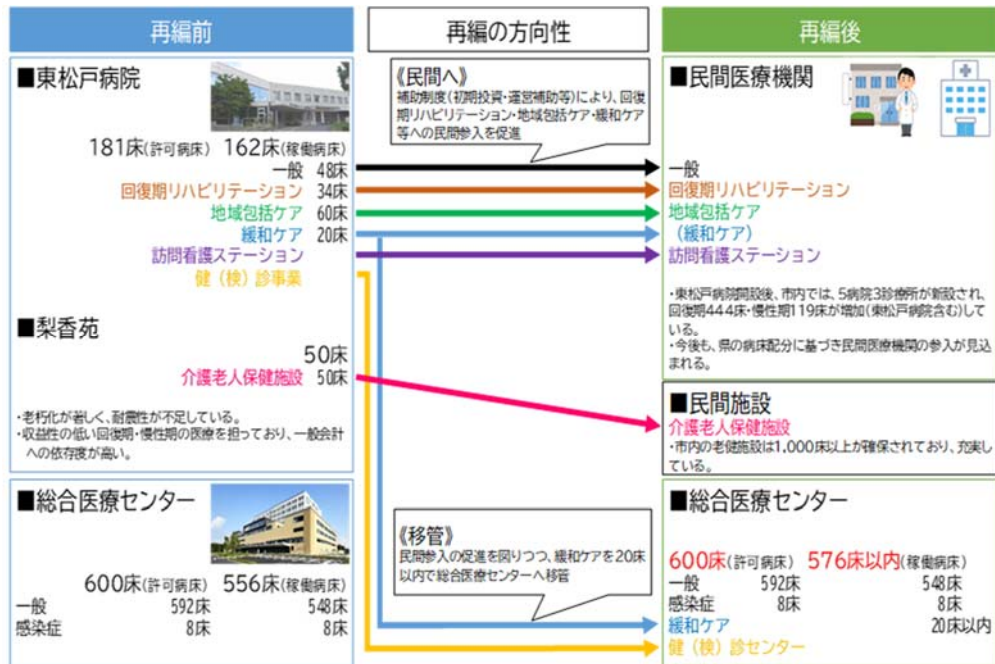 再編前
■東松戸病院
181床(許可病床) 162床(稼働病床)
一般 48床
回復期リハビリテーション 34床
地域包括ケア 60床
緩和ケア 20床
訪問看護ステーション
健（検）診事業
■梨香苑
50床
介護老人保健施設 50床
・老朽化が著しく、耐震性が不足している。
・収益性の低い回復期・慢性期の医療を担っており、一般会計
への依存度が高い。
■総合医療センター
600床(許可病床) 556床(稼働病床)
一般 592床 548床
感染症 8床 8床
再編の方向性
《民間へ》
補助制度(初期投資・運営補助等)により、回復
期リハビリテーション・地域包括ケア・緩和ケア
等への民間参入を促進
《移管》
民間参入の促進を図りつつ、緩和ケアを20床
以内で総合医療センターへ移管
再編後
■民間医療機関
一般
回復期リハビリテーション
地域包括ケア
（緩和ケア）
訪問看護ステーション
・東松戸病院開設後、市内では、5病院3診療所が新設され、
回復期444床・慢性期119床が増加(東松戸病院含む)して
いる。
・今後も、県の病床配分に基づき民間医療機関の参入が見込
まれる。
■民間施設
介護老人保健施設
・市内の老健施設は1,000床以上が確保されており、充実し
ている。
■総合医療センター
600床(許可病床) 576床以内(稼働病床)
一般 592床 548床
感染症 8床 8床
緩和ケア 20床以内
健（検）診センター